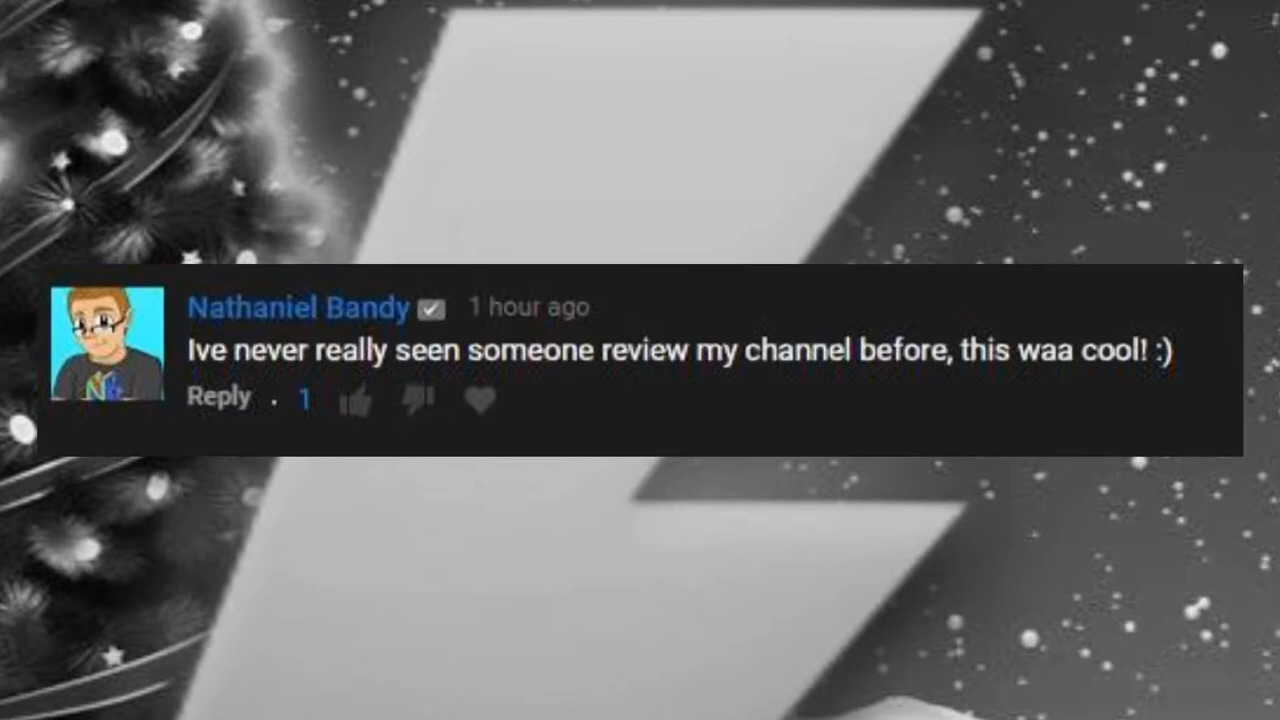 Nathaniel Bandy 1 hour ago
Ive never really seen someone review my channel before, this waa cool! :)
Reply . 1